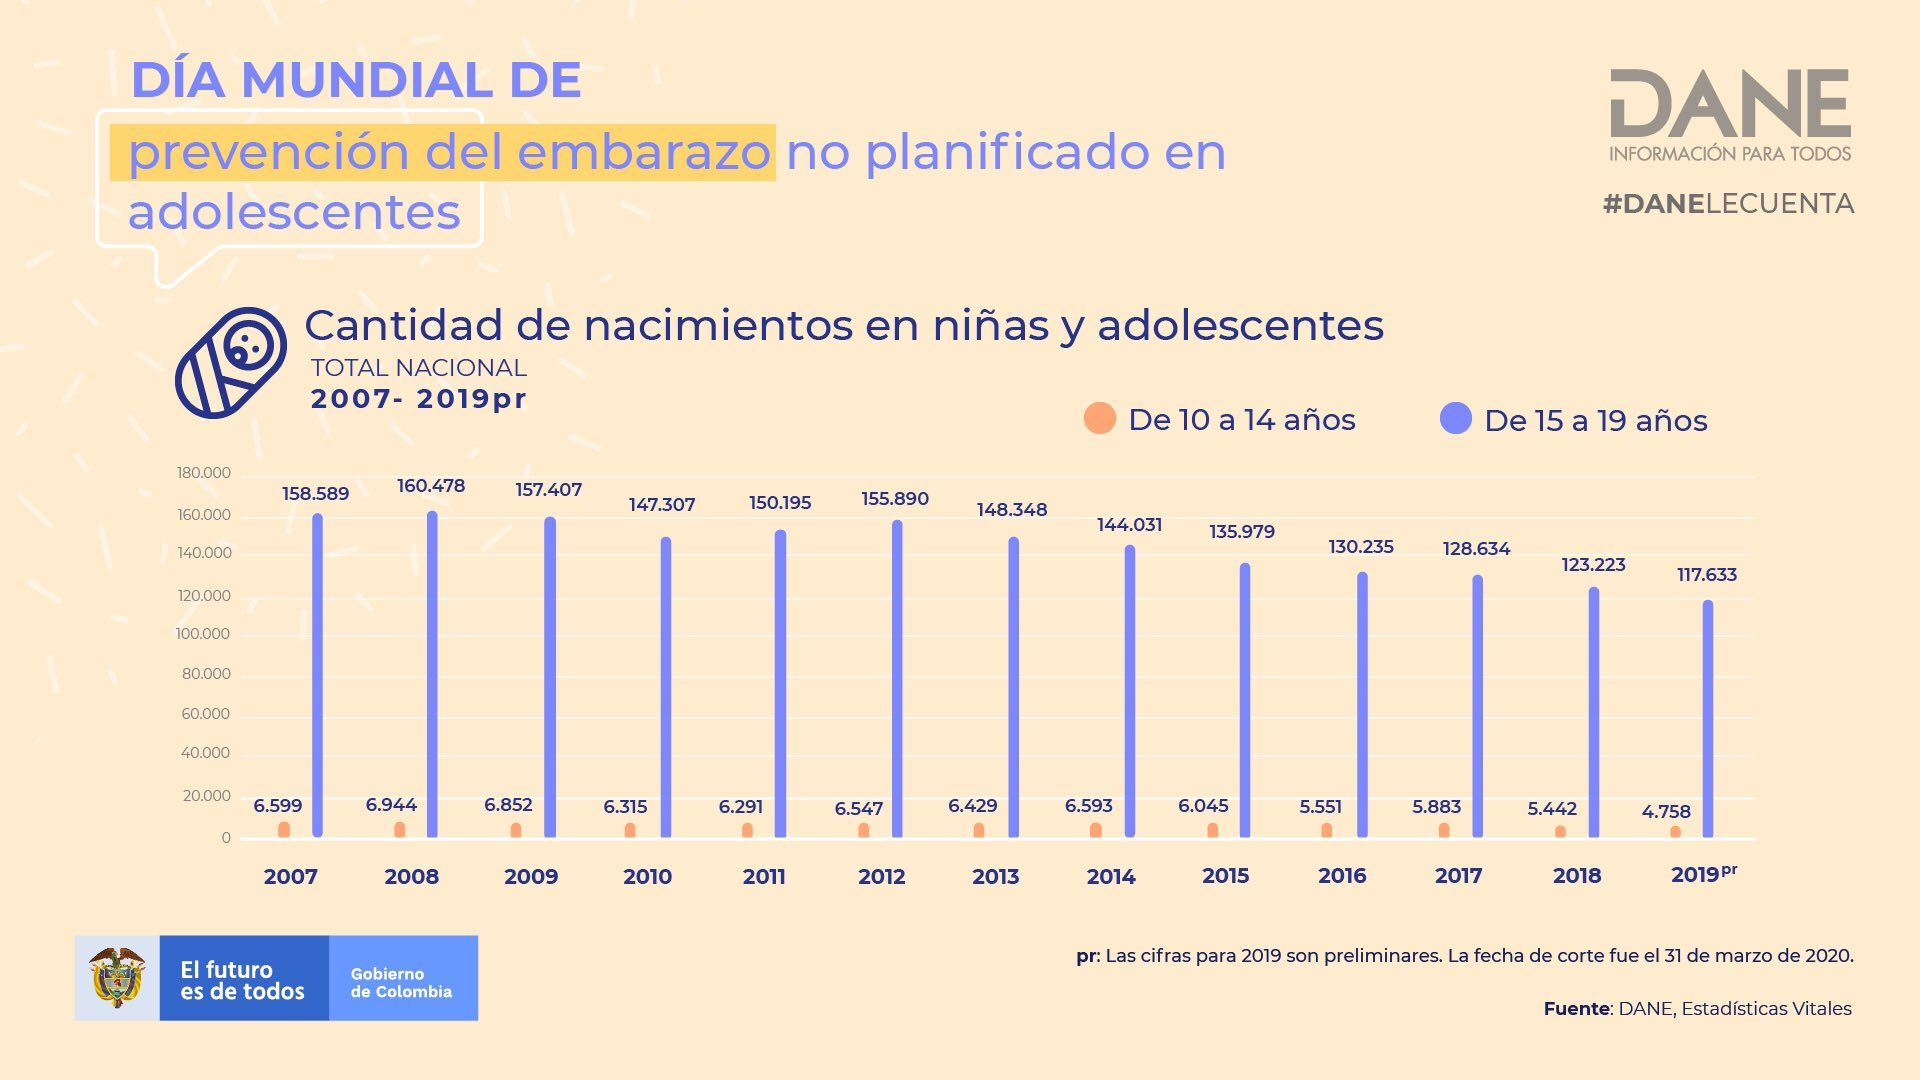 DÍA MUNDIAL DE
prevención del embarazo no planificado en
adolescentes
DANE
INFORMACIÓN PARA TODOS
#DANELECUENTA
Cantidad de nacimientos en niñas y adolescentes
TOTAL NACIONAL
2007- 2019pr
De 10 a 14 años
De 15 a 19 años
180.000
160.000
140.000
120.000
100.000
80.000
60.000
40.000
20.000
0
158.589
160.478
157.407
147.307
150.195
155.890
148.348
144.031
135.979
130.235
128.634
123.223
117.633
6.599
6.944
6.852
6.315
6.291
6.547
6.429
6.593
6.045
5.551
5.883
5.442
4.758
2007
2008
2009
2010
2011
2012
2013
2014
2015
2016
2017
2018
2019pr
El futuro
es de todos
Gobierno
de Colombia
pr: Las cifras para 2019 son preliminares. La fecha de corte fue el 31 de marzo de 2020.
Fuente: DANE, Estadísticas Vitales